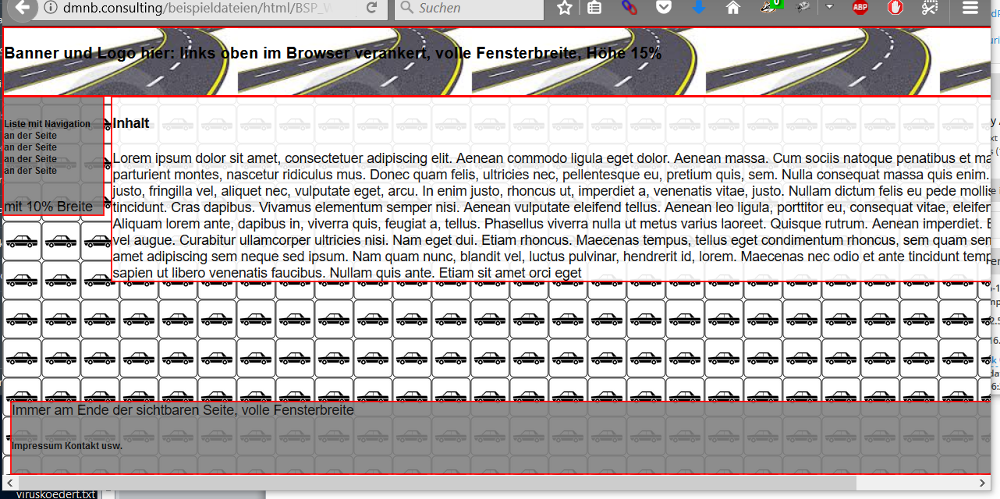 dmnb.consulting/beispieldateien/html/BSP_W
Suchen
0
ABP
Banner und Logo hier: links oben im Browser verankert, volle Fensterbreite, Höhe 15%
Liste mit Navigation
an der Seite
an der Seite
an der Seite
an der Seite
mit 10% Breite
Inhalt
Lorem ipsum dolor sit amet, consectetuer adipiscing elit. Aenean commodo ligula eget dolor. Aenean massa. Cum sociis natoque penatibus et ma
parturient montes, nascetur ridiculus mus. Donec quam felis, ultricies nec, pellentesque eu, pretium quis, sem. Nulla consequat massa quis enim.
justo, fringilla vel, aliquet nec, vulputate eget, arcu. In enim justo, rhoncus ut, imperdiet a, venenatis vitae, justo. Nullam dictum felis eu pede mollis
tincidunt. Cras dapibus. Vivamus elementum semper nisi. Aenean vulputate eleifend tellus. Aenean leo ligula, porttitor eu, consequat vitae, eleifen
Aliquam lorem ante, dapibus in, viverra quis, feugiat a, tellus. Phasellus viverra nulla ut metus varius laoreet. Quisque rutrum. Aenean imperdiet. E
vel augue. Curabitur ullamcorper ultricies nisi. Nam eget dui. Etiam rhoncus. Maecenas tempus, tellus eget condimentum rhoncus, sem quam sem
amet adipiscing sem neque sed ipsum. Nam quam nunc, blandit vel, luctus pulvinar, hendrerit id, lorem. Maecenas nec odio et ante tincidunt temp
sapien ut libero venenatis faucibus. Nullam quis ante. Etiam sit amet orci eget
Immer am Ende der sichtbaren Seite, volle Fensterbreite
Impressum Kontakt usw.
viruskoedert.txt